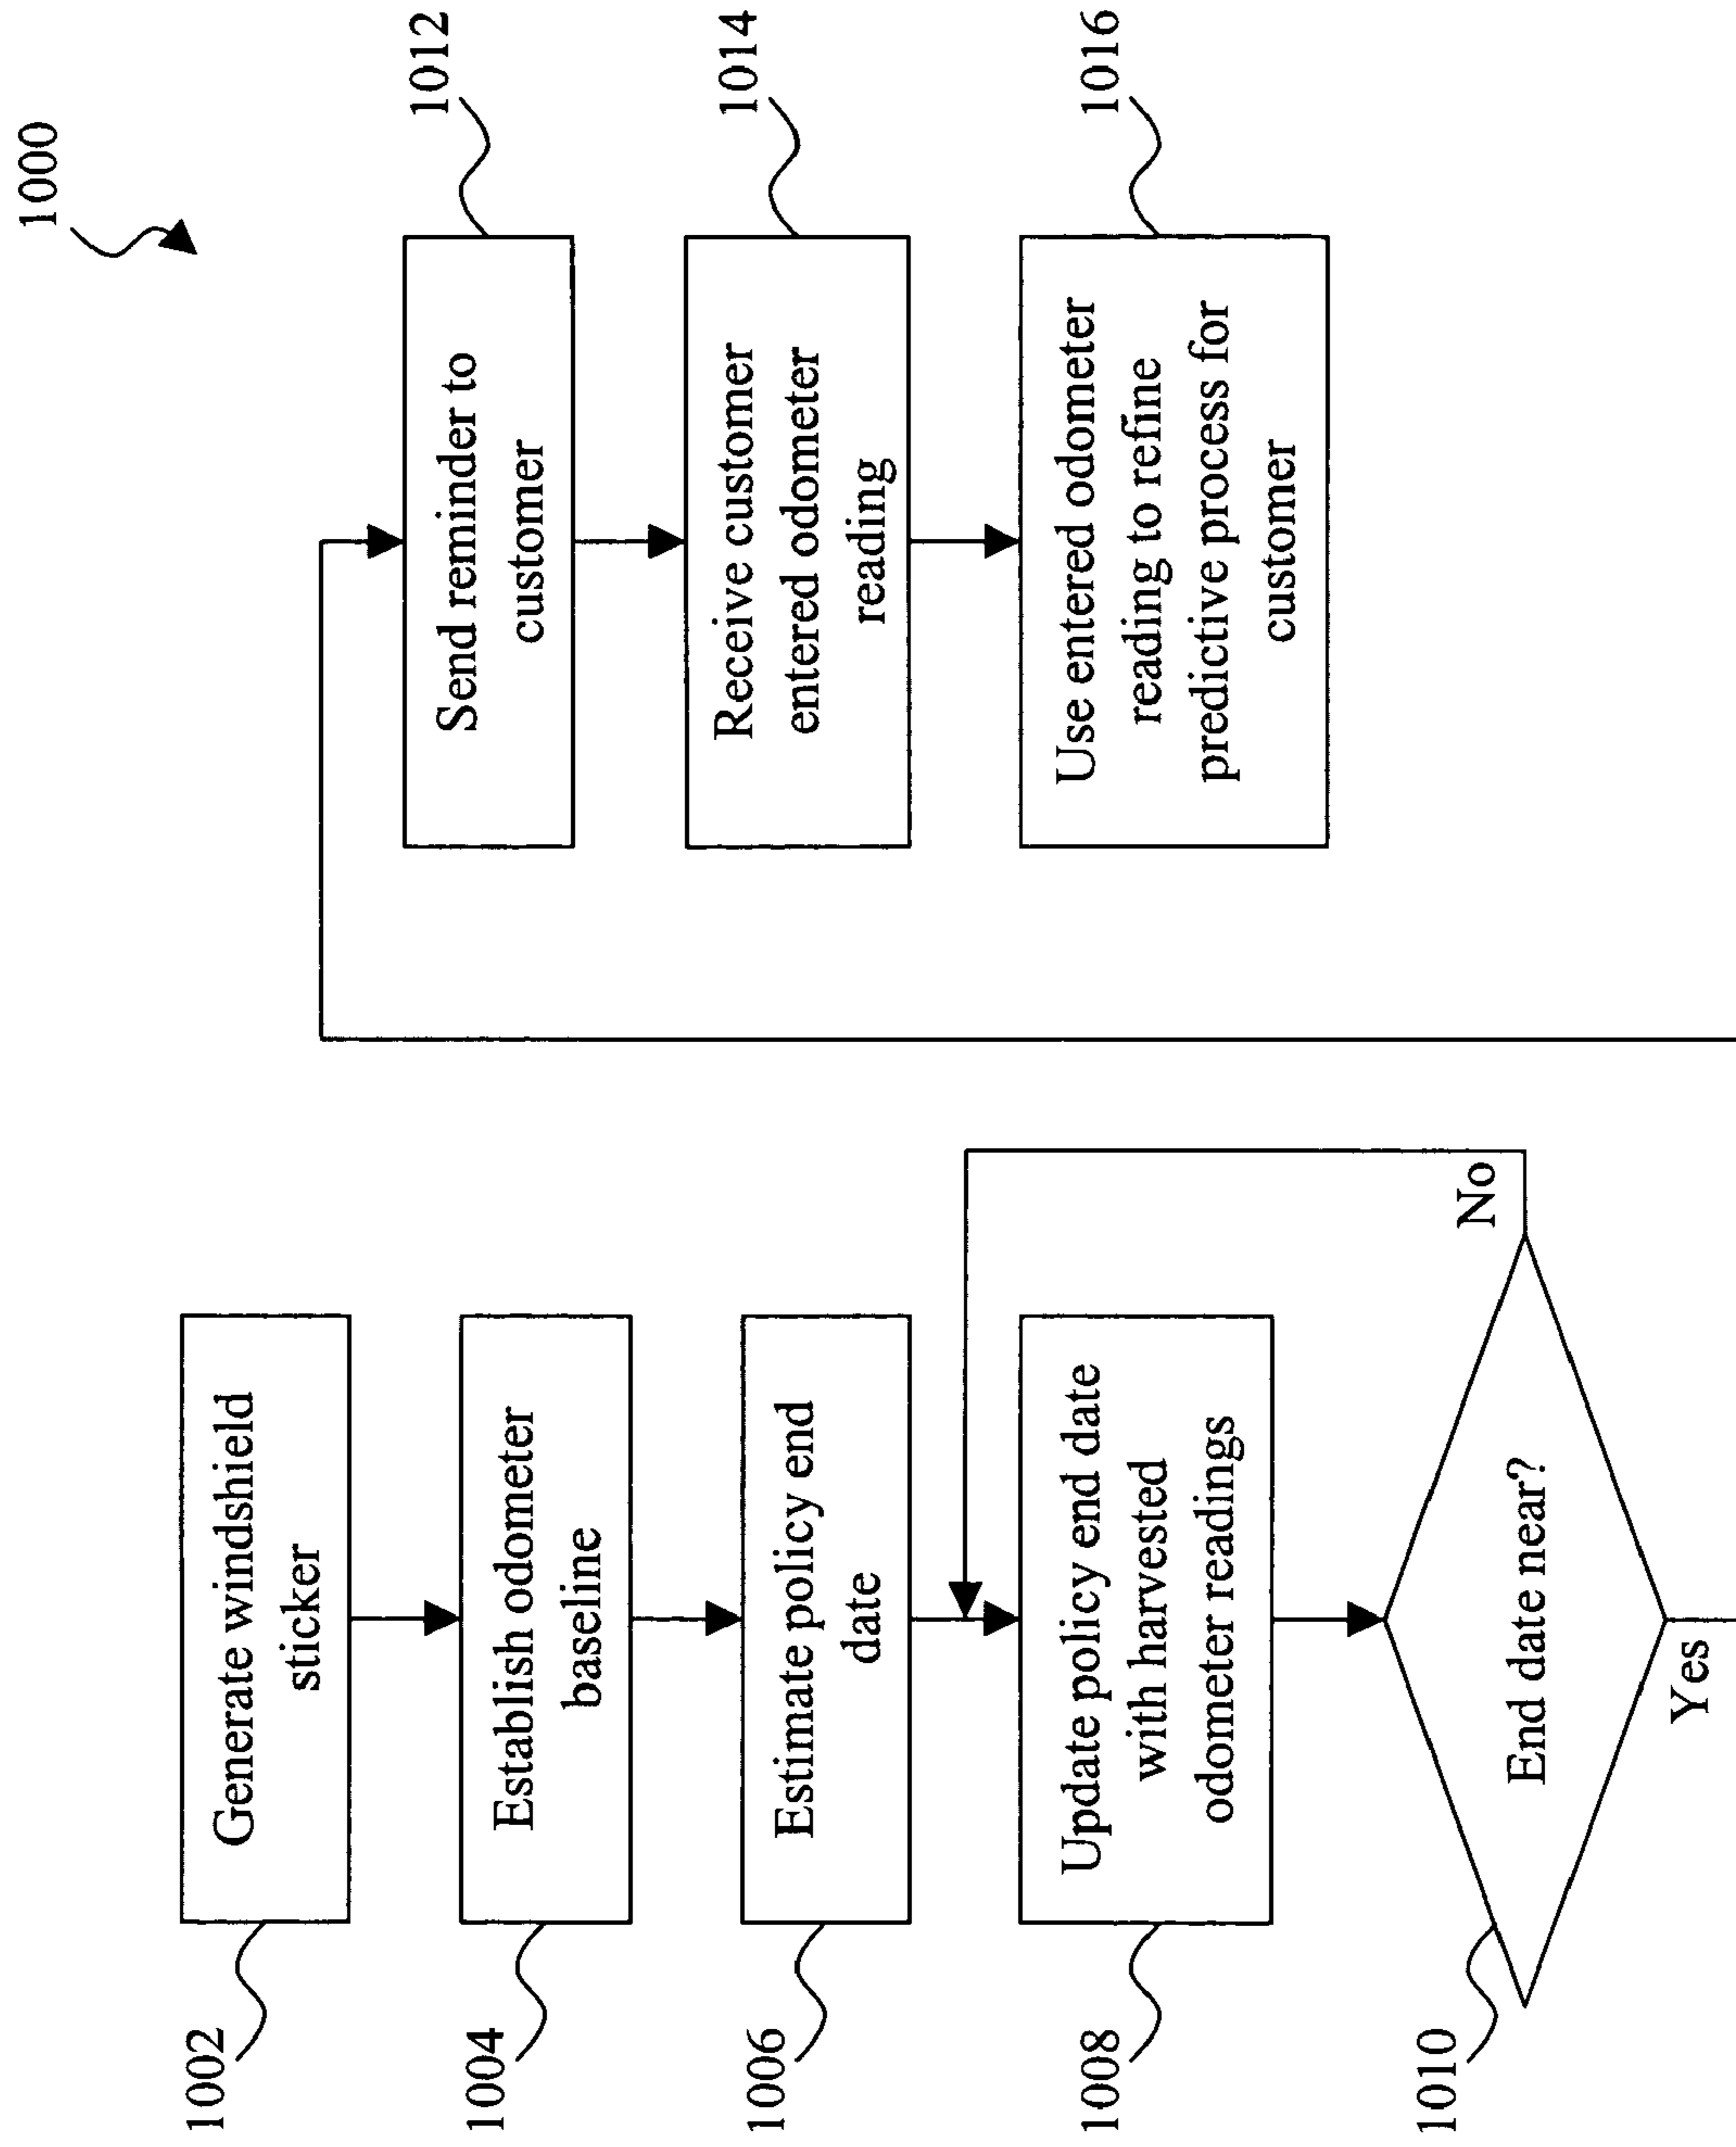 1000
1002
Generate windshield
sticker
1004
Establish odometer
baseline
1006
Estimate policy end
date
1008
Update policy end date
with harvested
odometer readings
1010
End date near?
No
Yes
1012
Send reminder to
customer
1014
Receive customer
entered odometer
reading
1016
Use entered odometer
reading to refine
predictive process for
customer